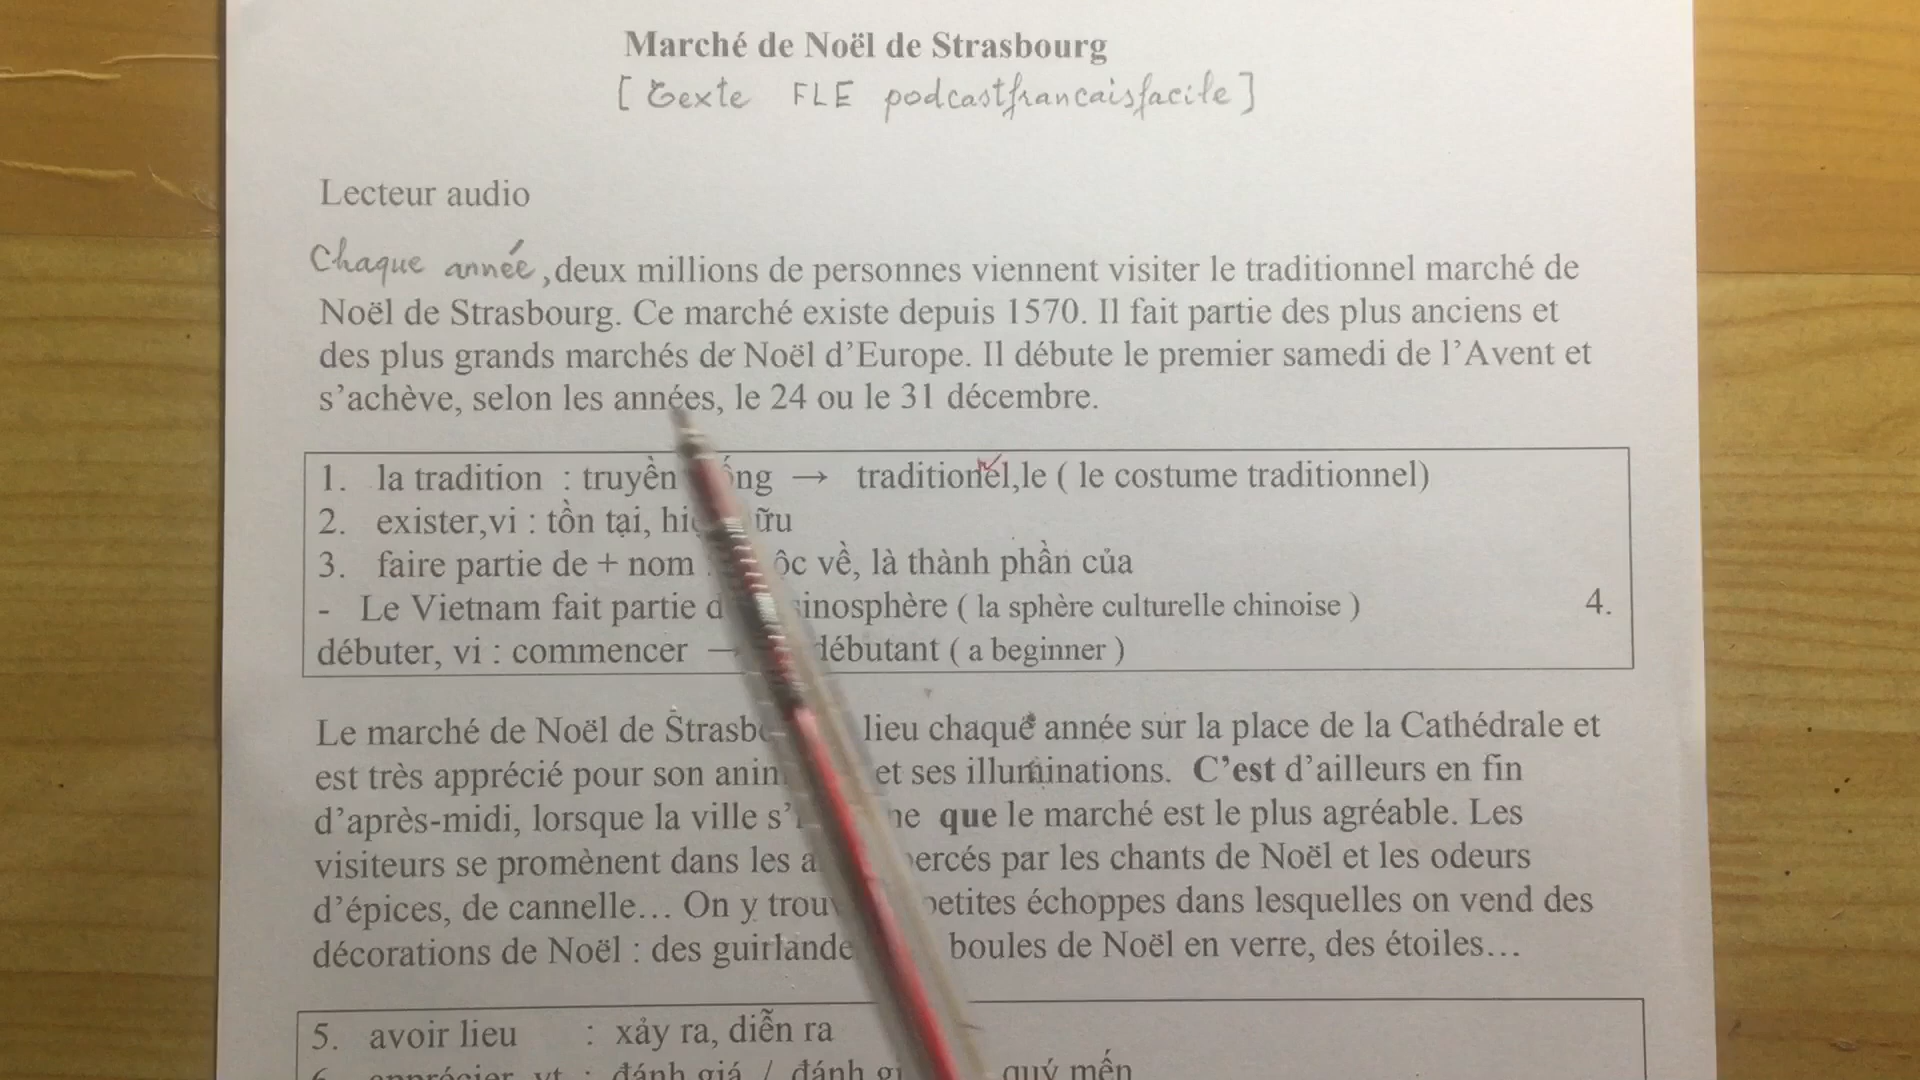 Marché de Noël de Strasbourg
[ Texte FLE podcastfrancaisfacile ]
Lecteur audio
Chaque année, deux millions de personnes viennent visiter le traditionnel marché de
Noël de Strasbourg. Ce marché existe depuis 1570. Il fait partie des plus anciens et
des plus grands marchés de Noël d’Europe. Il débute le premier samedi de l’Avent et
s’achève, selon les années, le 24 ou le 31 décembre.
1. la tradition : truyền → traditionel,le ( le costume traditionnel)
2. exister,vi : tồn tại,
3. faire partie de + nom về, là thành phần của
- Le Vietnam fait partie ( la sphère culturelle chinoise ) 4.
débuter, vi : commencer débutant ( a beginner )
Le marché de Noël de lieu chaque année sur la place de la Cathédrale et
est très apprécié pour son et ses illuminations. C’est d’ailleurs en fin
d’après-midi, lorsque la ville que le marché est le plus agréable. Les
visiteurs se promènent dans les par les chants de Noël et les odeurs
d’épices, de cannelle… On y petites échoppes dans lesquelles on vend des
décorations de Noël : des boules de Noël en verre, des étoiles…
5. avoir lieu : xảy ra, diễn ra
vt : đánh giá / đánh quý mến